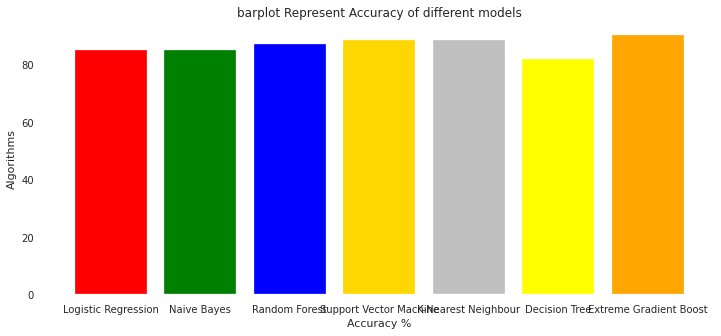 barplot Represent Accuracy of different models
80
60
40
20
0
Algorithms
Logistic Regression Naive Bayes Random Forest Support Vector Machine K-Nearest Neighbour Decision Tree Extreme Gradient Boost
Accuracy %